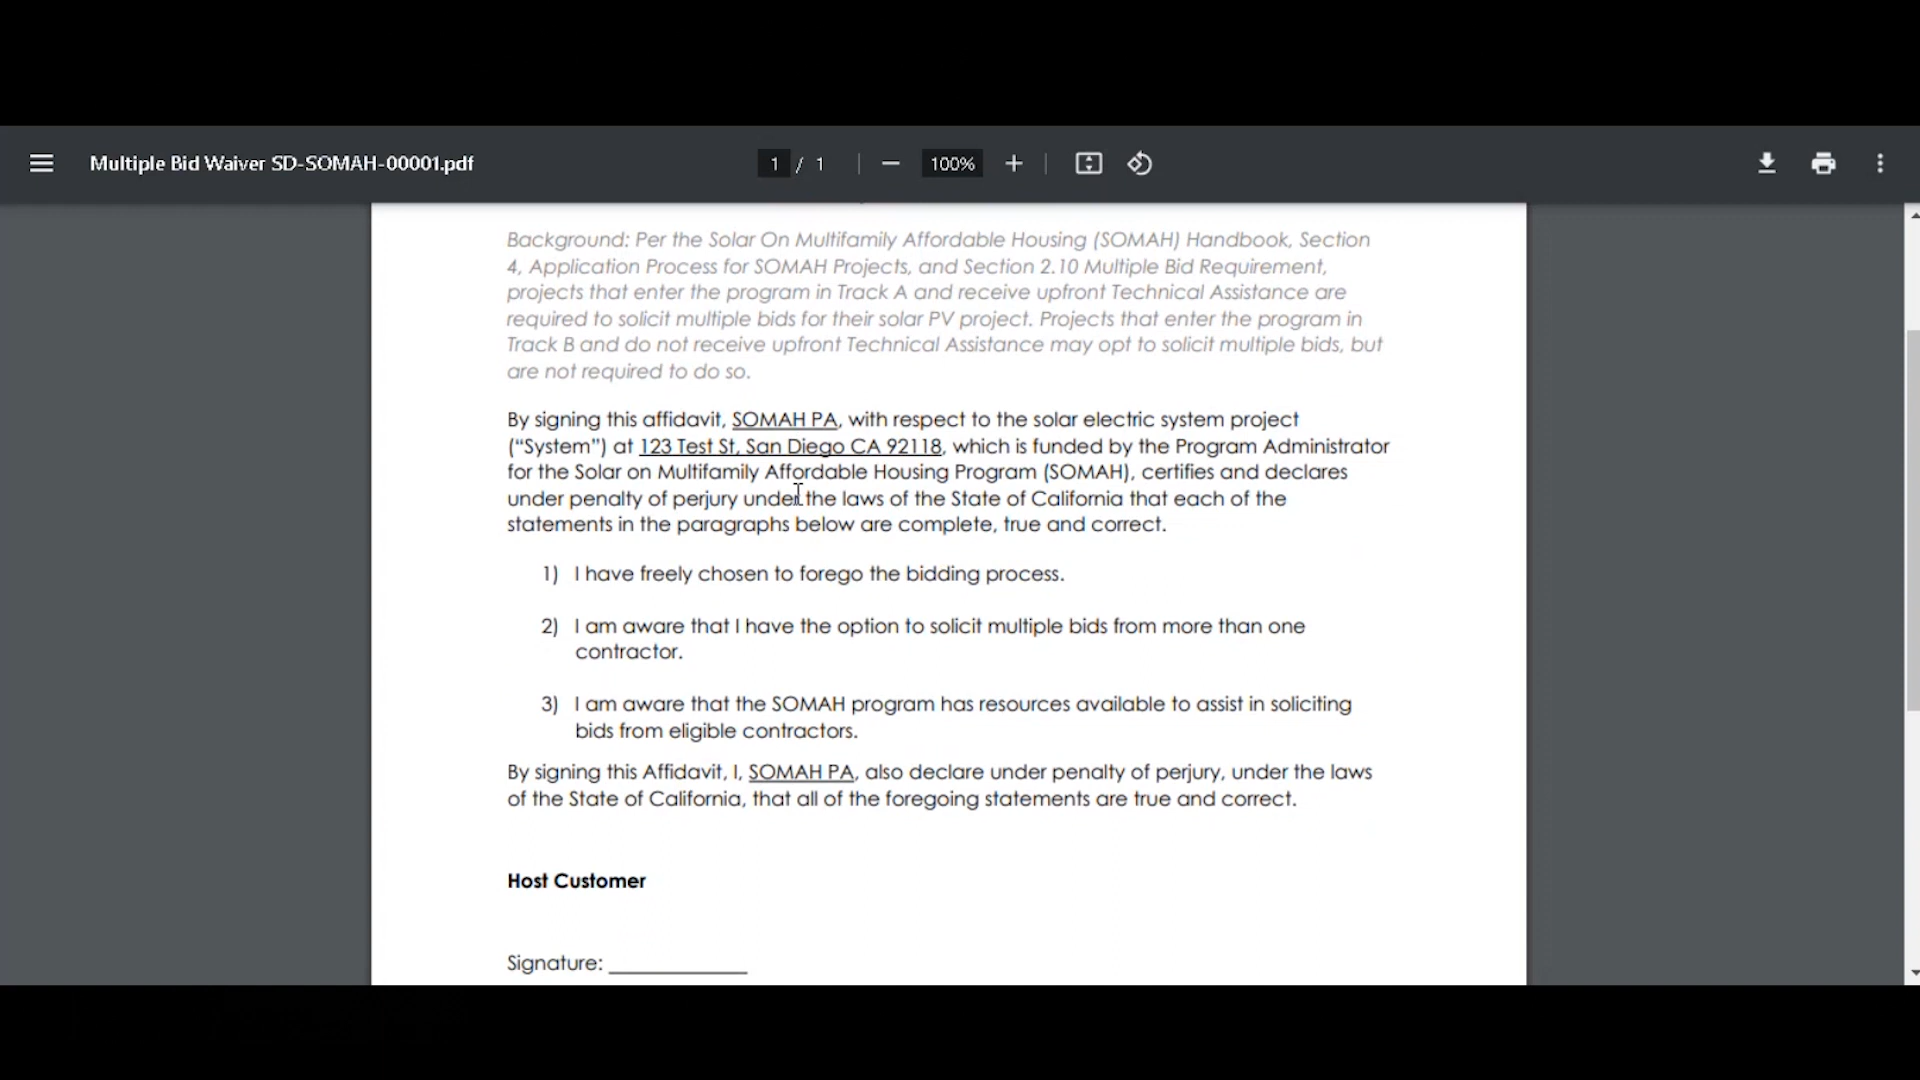 Multiple Bid Waiver SD-SOMAH-00001.pdf
1 / 1
100%
Background: Per the Solar On Multifamily Affordable Housing (SOMAH) Handbook, Section
4, Application Process for SOMAH Projects, and Section 2.10 Multiple Bid Requirement,
projects that enter the program in Track A and receive upfront Technical Assistance are
required to solicit multiple bids for their solar PV project. Projects that enter the program in
Track B and do not receive upfront Technical Assistance may opt to solicit multiple bids, but
are not required to do so.
By signing this affidavit, SOMAH PA, with respect to the solar electric system project
(“System”) at 123 Test St, San Diego CA 92118, which is funded by the Program Administrator
for the Solar on Multifamily Affordable Housing Program (SOMAH), certifies and declares
under penalty of perjury under the laws of the State of California that each of the
statements in the paragraphs below are complete, true and correct.
1) I have freely chosen to forego the bidding process.
2) I am aware that I have the option to solicit multiple bids from more than one
contractor.
3) I am aware that the SOMAH program has resources available to assist in soliciting
bids from eligible contractors.
By signing this Affidavit, I, SOMAH PA, also declare under penalty of perjury, under the laws
of the State of California, that all of the foregoing statements are true and correct.
Host Customer
Signature: ____________